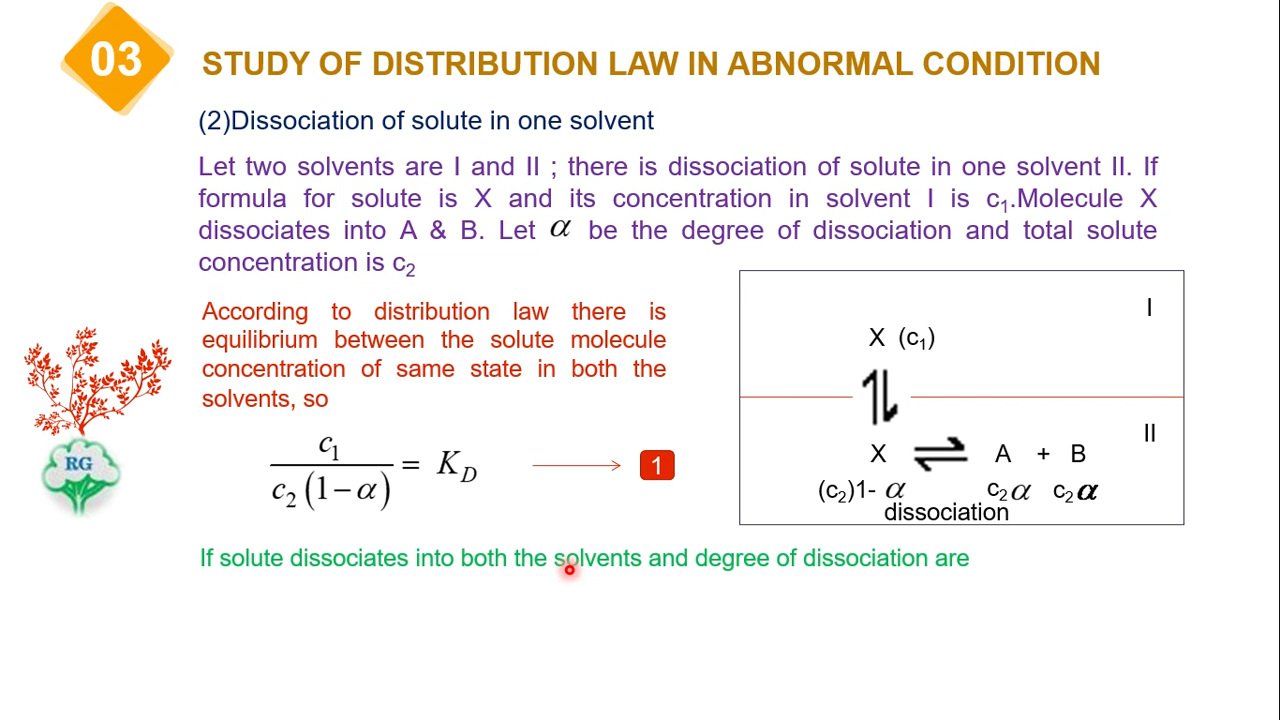 03
STUDY OF DISTRIBUTION LAW IN ABNORMAL CONDITION
(2)Dissociation of solute in one solvent
Let two solvents are I and II ; there is dissociation of solute in one solvent II. If
formula for solute is X and its concentration in solvent I is c₁.Molecule X
dissociates into A & B. Let α be the degree of dissociation and total solute
concentration is c₂
According to distribution law there is
equilibrium between the solute molecule
concentration of same state in both the
solvents, so
c₁ / c₂ (1 − α) = K_D ⟶ 1
I
X (c₁)
⥮
II
X ⇌ A + B
(c₂)1- α c₂α c₂α
dissociation
RG
If solute dissociates into both the solvents and degree of dissociation are